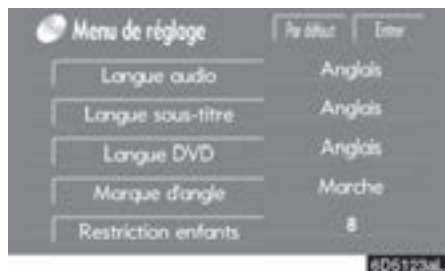 Menu de réglage
Par défaut Entrer
Langue audio Anglais
Langue sous-titre Anglais
Langue DVD Anglais
Marque d'angle Marche
Restriction enfants 8